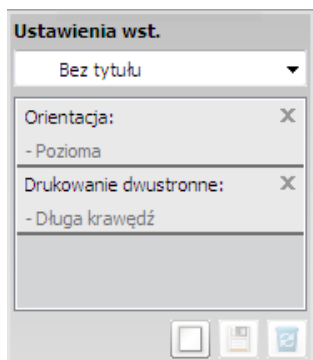 Ustawienia wst.
Bez tytułu
Orientacja:
- Pozioma
Drukowanie dwustronne:
- Długa krawędź